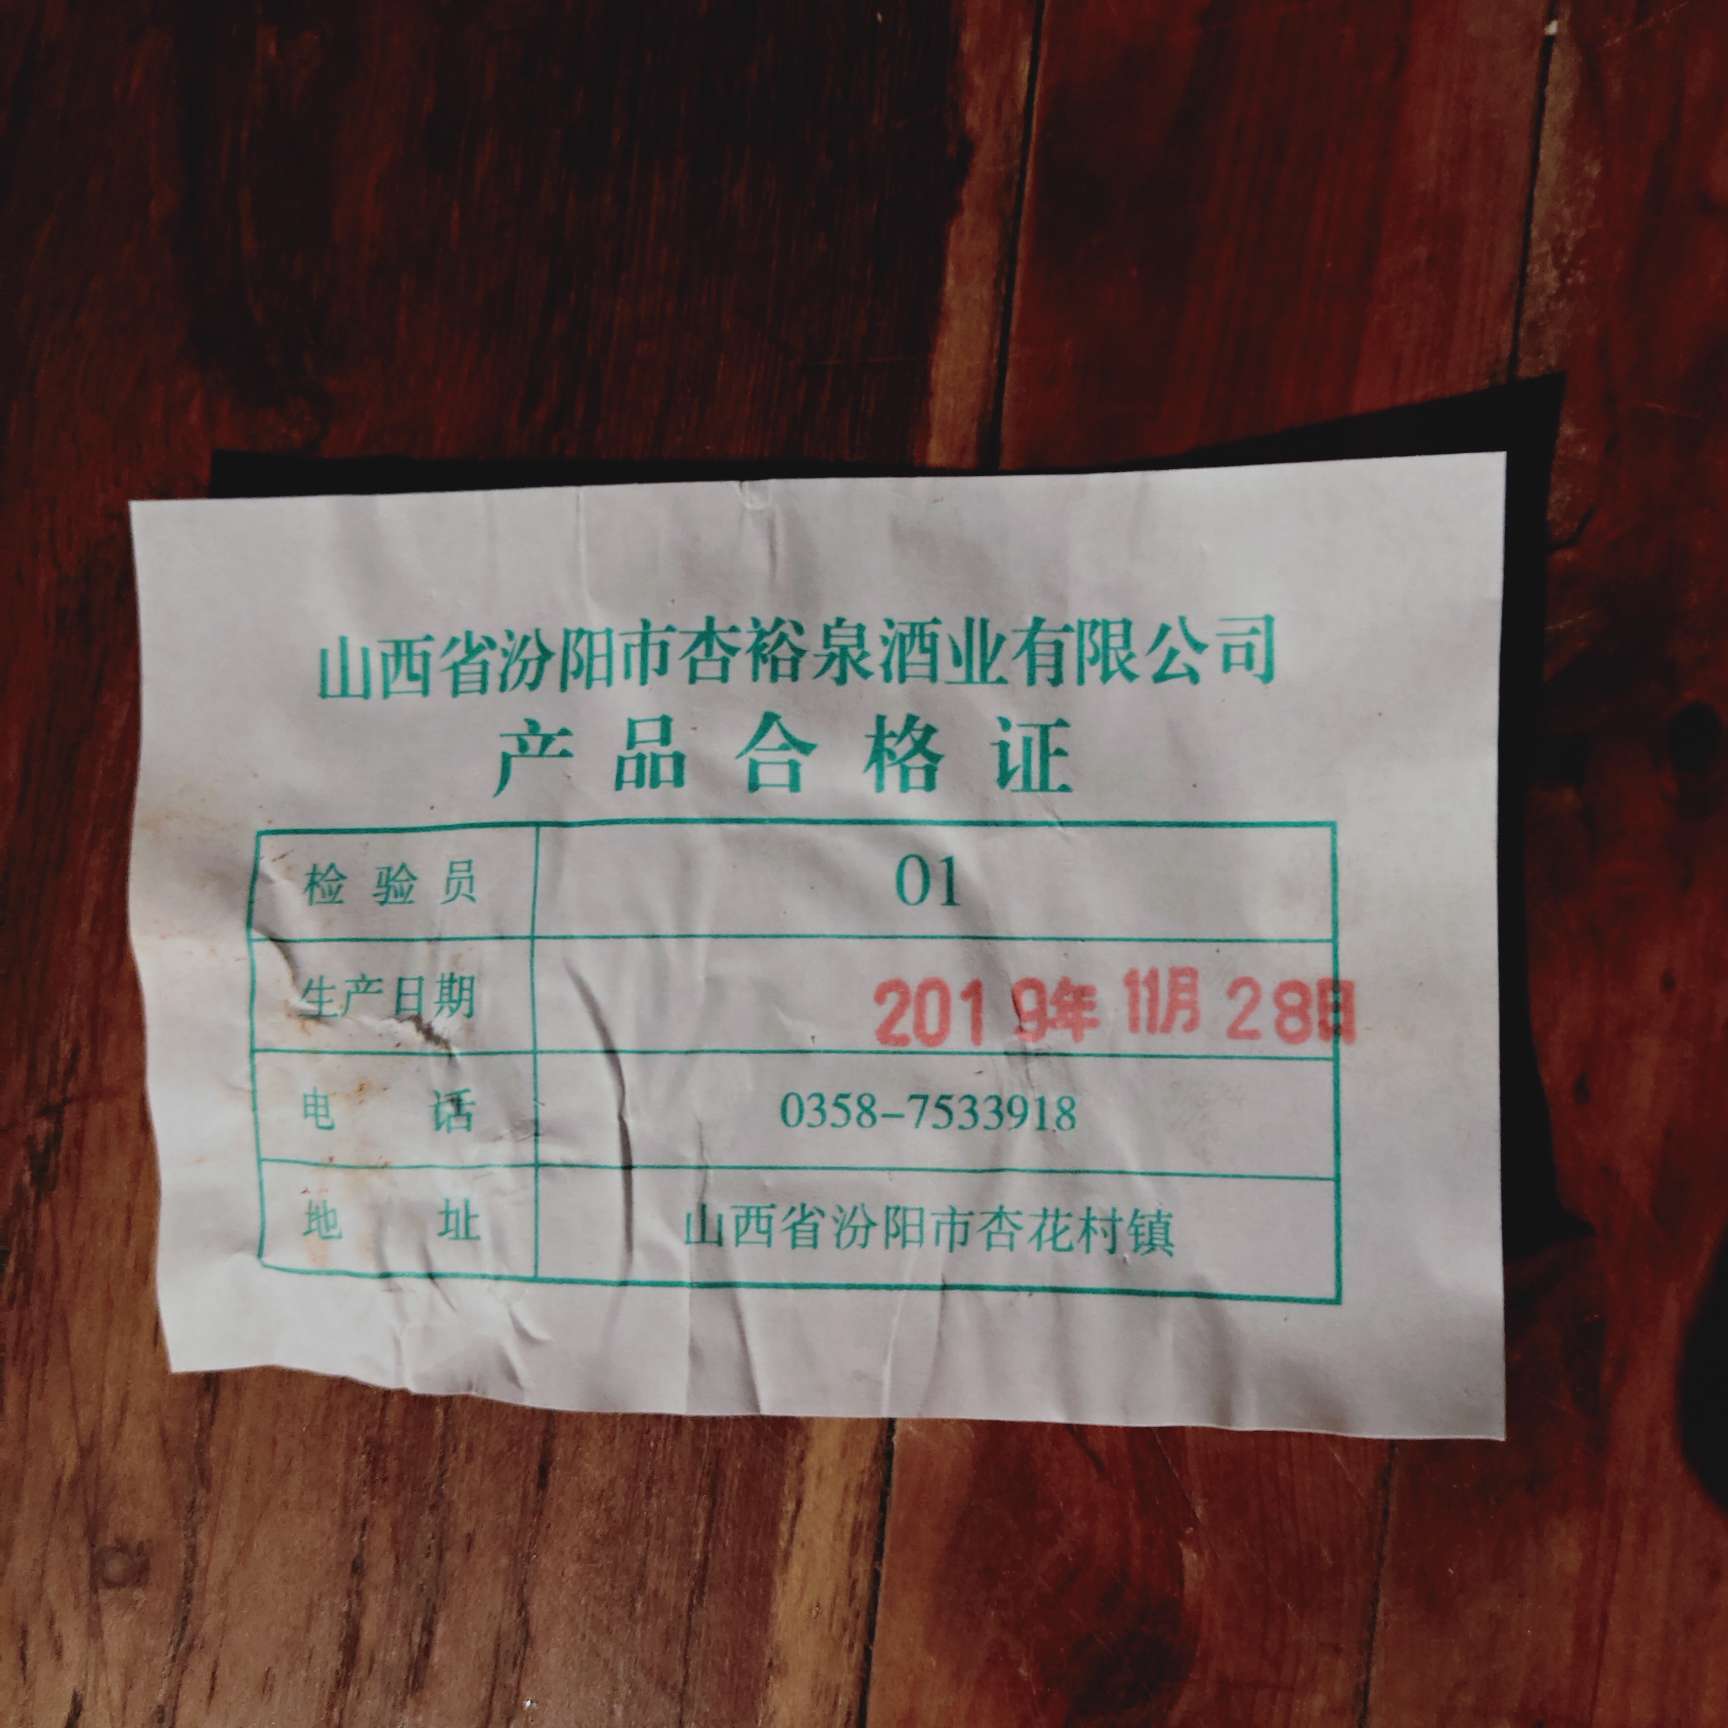 山西省汾阳市杏裕泉酒业有限公司
产品合格证
检验员 01
生产日期 2019年11月28日
电话 0358-7533918
地址 山西省汾阳市杏花村镇